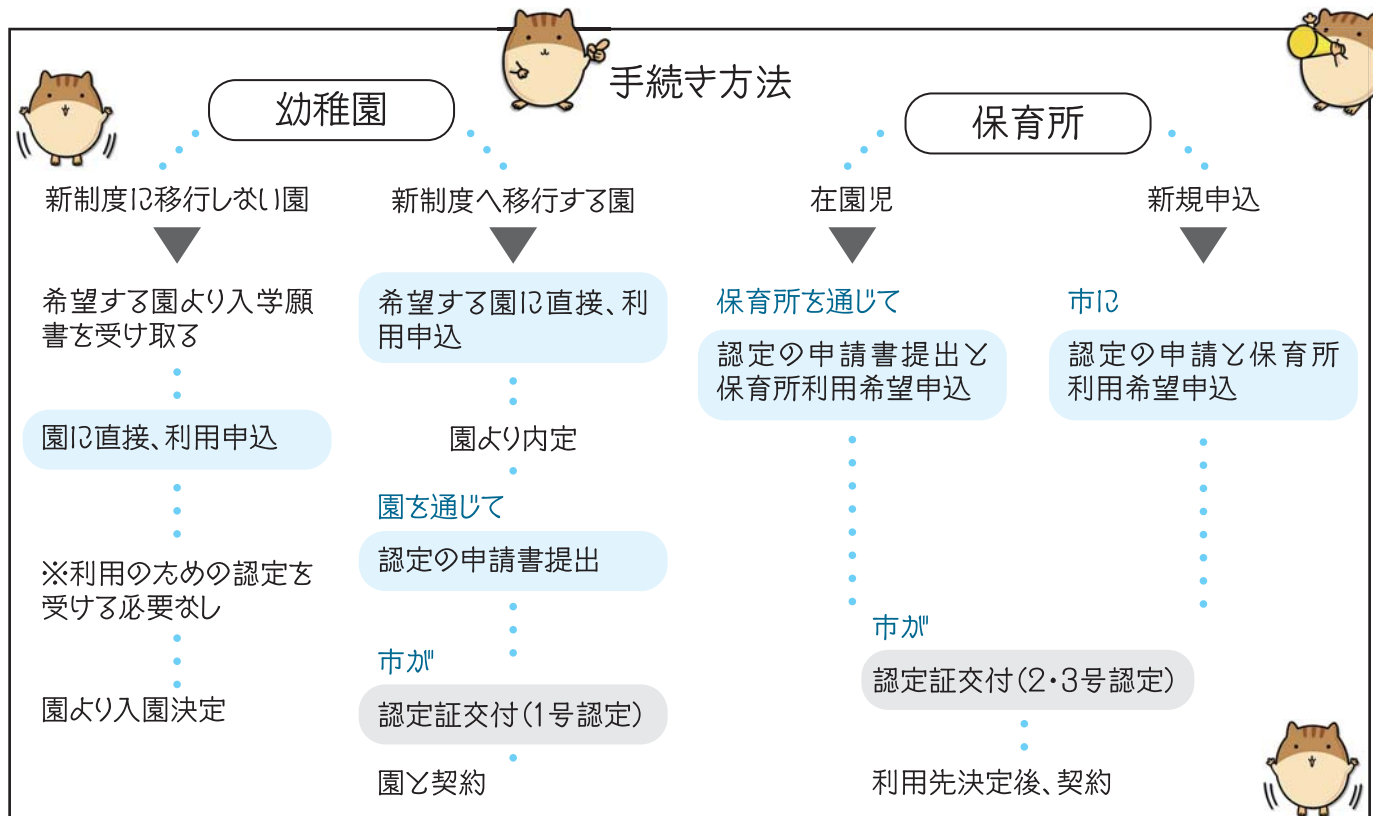 手続き方法
幼稚園
新制度に移行しない園
希望する園より入学願
書を受け取る
園に直接、利用申込
※利用のための認定を
受ける必要なし
園より入園決定
新制度へ移行する園
希望する園に直接、利
用申込
園より内定
園を通じて
認定の申請書提出
市が
認定証交付(1号認定)
園と契約
保育所
在園児
保育所を通じて
認定の申請書提出と
保育所利用希望申込
新規申込
市に
認定の申請と保育所
利用希望申込
市が
認定証交付(2・3号認定)
利用先決定後、契約